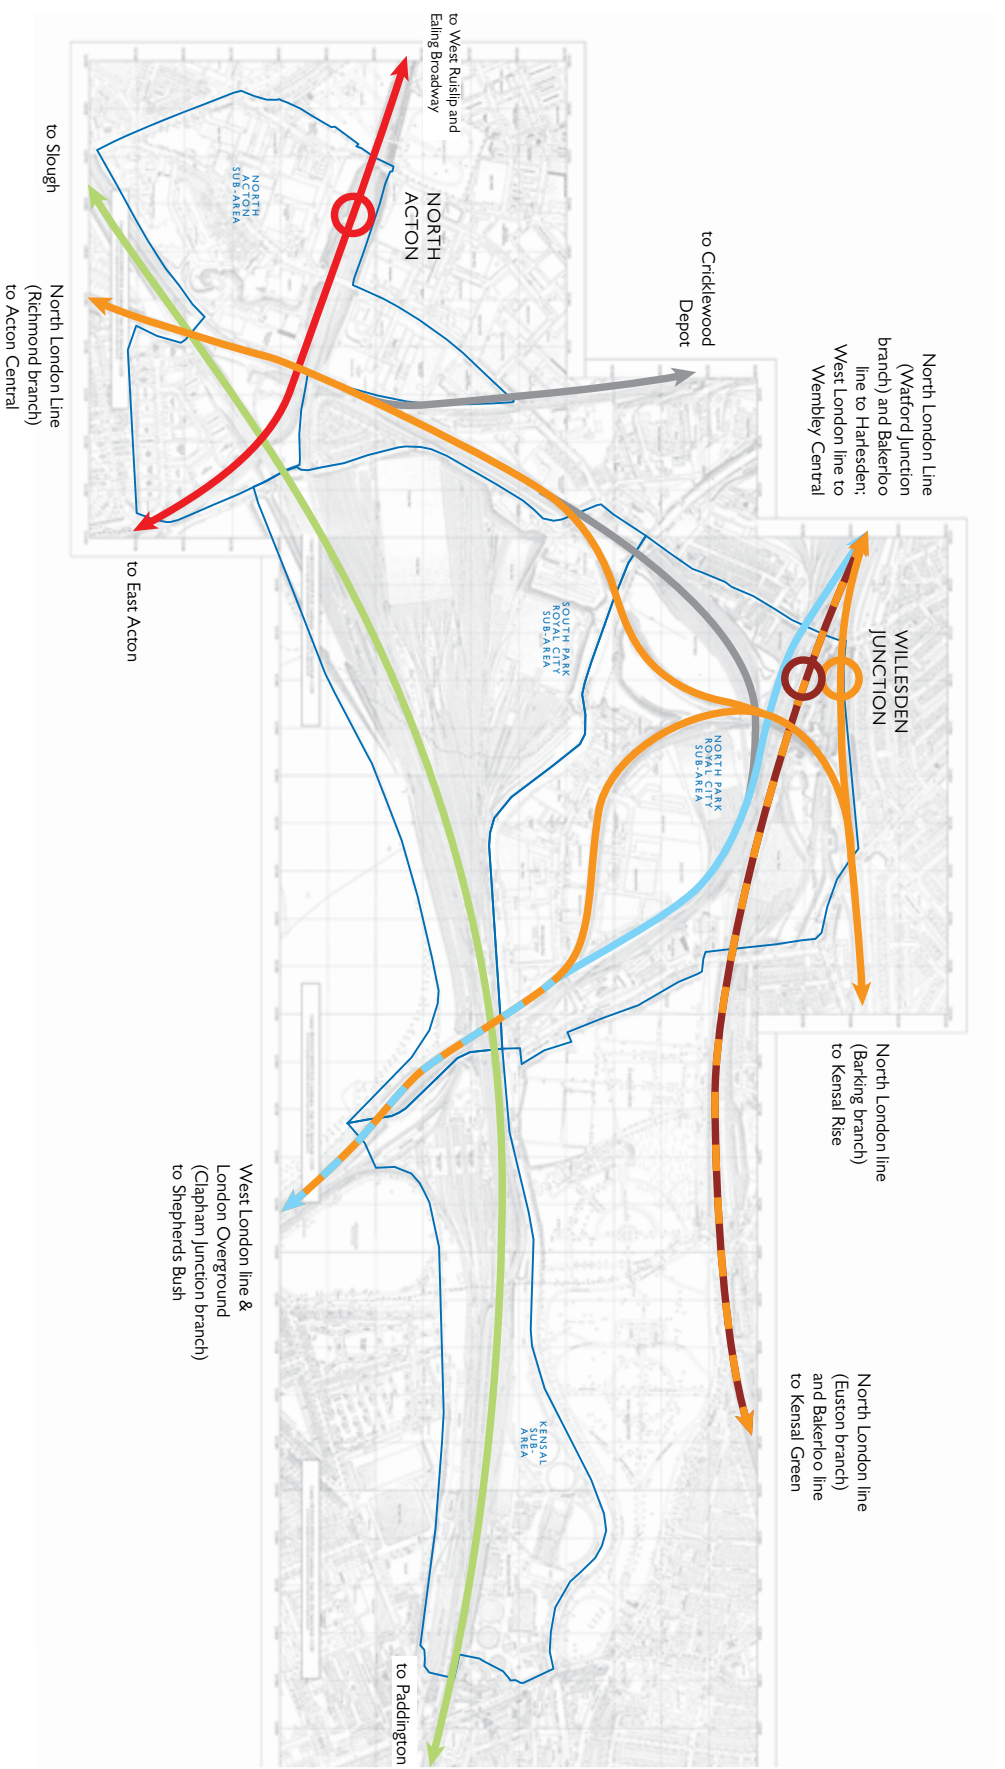 to West Ruislip and
Ealing Broadway
NORTH
ACTON
NORTH
ACTON
SUB-AREA
to Slough
North London Line
(Richmond branch)
to Acton Central
to East Acton
to Cricklewood
Depot
North London Line
(Watford Junction
branch) and Bakerloo
line to Harlesden;
West London line to
Wembley Central
WILLESDEN
JUNCTION
SOUTH PARK
ROYAL CITY
SUB-AREA
NORTH PARK
ROYAL CITY
SUB-AREA
North London line
(Barking branch)
to Kensal Rise
West London line &
London Overground
(Clapham Junction branch)
to Shepherds Bush
North London line
(Euston branch)
and Bakerloo line
to Kensal Green
KENSAL
SUB-
AREA
to Paddington